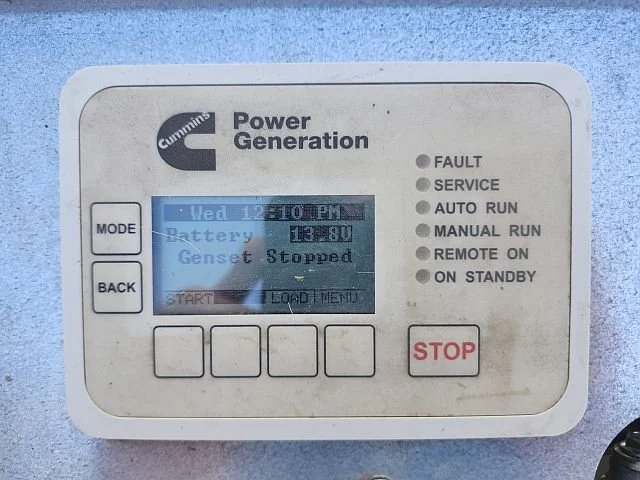 Cummins
Power
Generation
FAULT
SERVICE
AUTO RUN
MANUAL RUN
REMOTE ON
ON STANDBY
MODE
BACK
Wed 12:10 PM
Battery 13.8V
Genset Stopped
START LOAD MENU
STOP